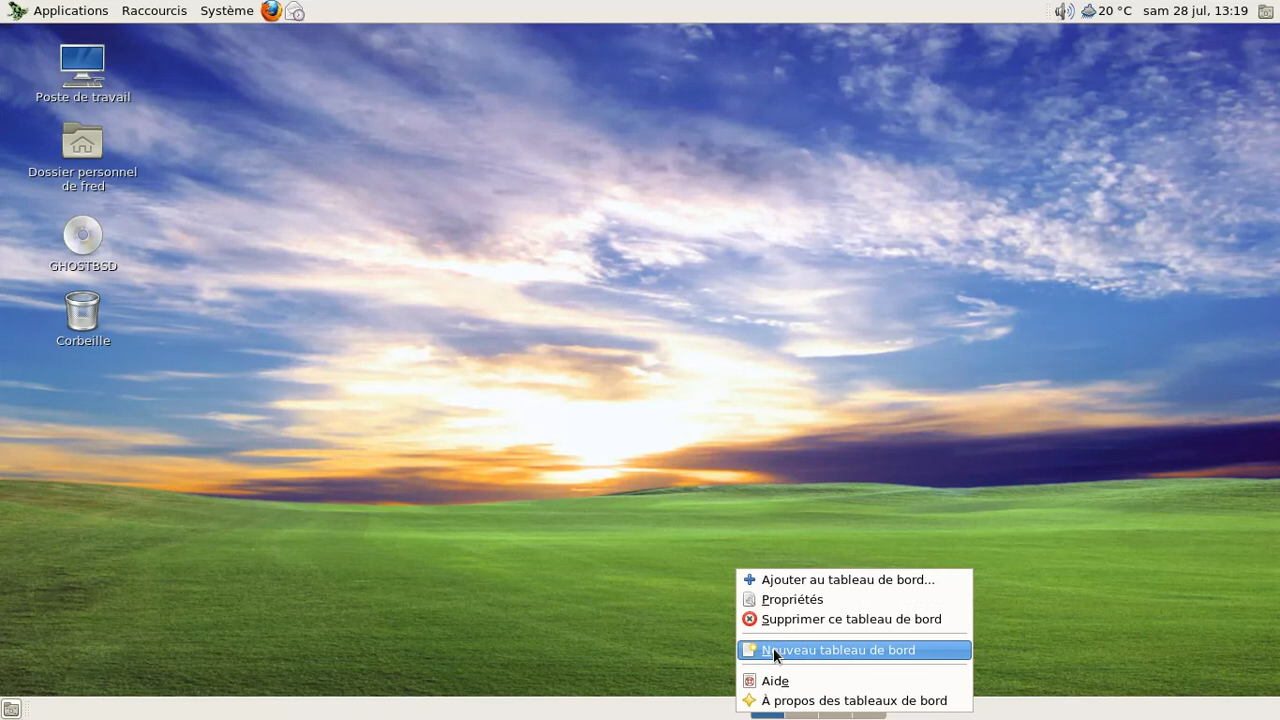 Applications Raccourcis Système 20 °C sam 28 jul, 13:19
Poste de travail
Dossier personnel
de fred
GHOSTBSD
Corbeille
Ajouter au tableau de bord...
Propriétés
Supprimer ce tableau de bord
Nouveau tableau de bord
Aide
À propos des tableaux de bord